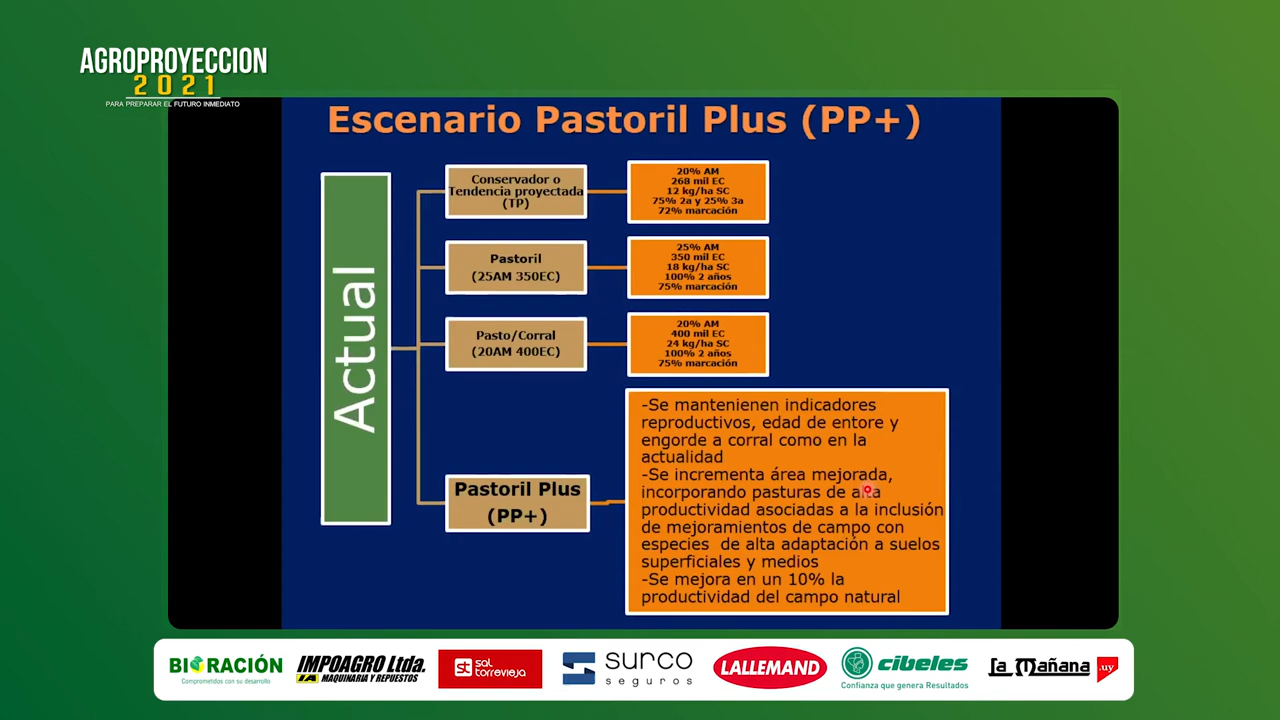 AGROPROYECCION
2021
PARA PREPARAR EL FUTURO INMEDIATO
Escenario Pastoril Plus (PP+)
Actual
Conservador o
Tendencia proyectada
(TP)
20% AM
268 mil EC
12 kg/ha SC
75% 2a y 25% 3a
72% marcación
Pastoril
(25AM 350EC)
25% AM
350 mil EC
18 kg/ha SC
100% 2 años
75% marcación
Pasto/Corral
(20AM 400EC)
20% AM
400 mil EC
24 kg/ha SC
100% 2 años
75% marcación
Pastoril Plus
(PP+)
-Se mantienenen indicadores
reproductivos, edad de entore y
engorde a corral como en la
actualidad
-Se incrementa área mejorada,
incorporando pasturas de alta
productividad asociadas a la inclusión
de mejoramientos de campo con
especies de alta adaptación a suelos
superficiales y medios
-Se mejora en un 10% la
productividad del campo natural
BIORACIÓN
Comprometidos con su desarrollo
IMPOAGRO Ltda.
IA MAQUINARIA Y REPUESTOS
st sal torrevieja
surco
seguros
LALLEMAND
cibeles
Confianza que genera Resultados
La Mañana .uy